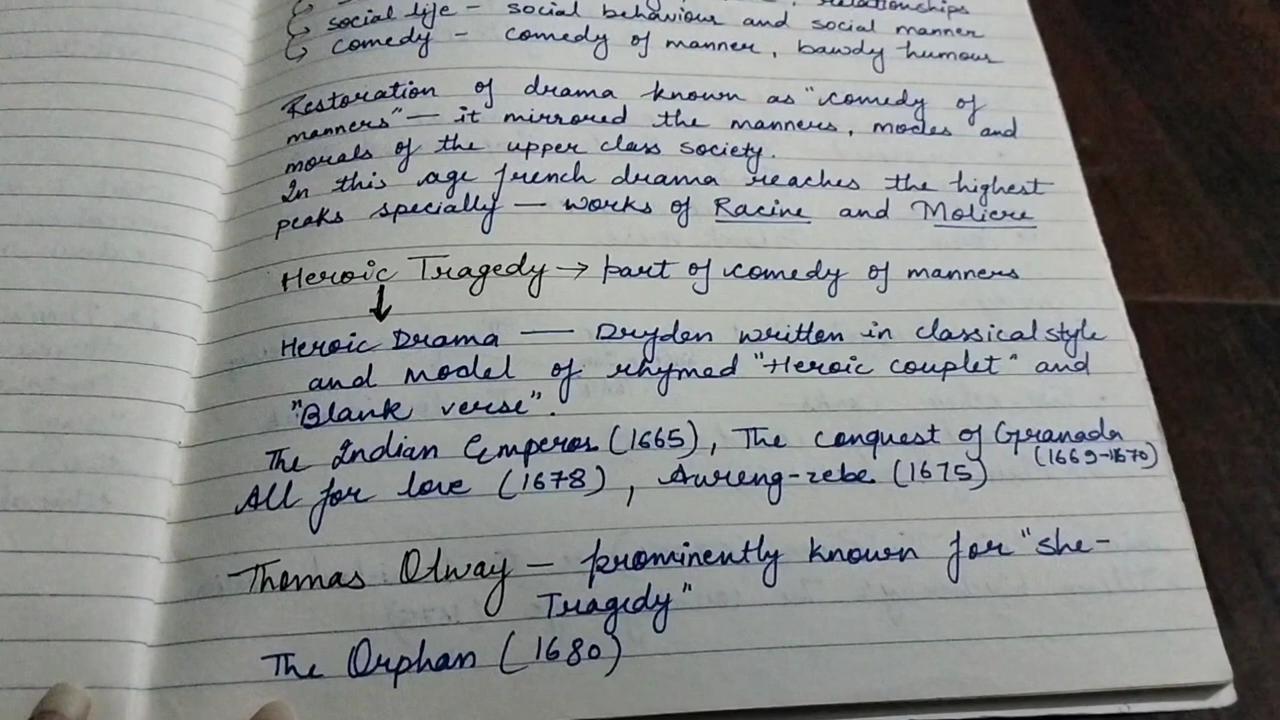 relationships
↳ social life - social behaviour and social manner
↳ comedy - comedy of manner, bawdy humour
Restoration of drama known as "comedy of
manners" — it mirrored the manners, modes and
morals of the upper class society.
In this age french drama reaches the highest
peaks specially — works of Racine and Moliere
Heroic Tragedy → part of comedy of manners
↓
Heroic Drama — Dryden written in classical style
and model of rhymed "Heroic couplet" and
"Blank verse".
The Indian Emperor (1665), The conquest of Granada
(1669-1670)
All for love (1678), Aureng-zebe (1675)
Thomas Otway - prominently known for "she-
Tragedy"
The Orphan (1680)